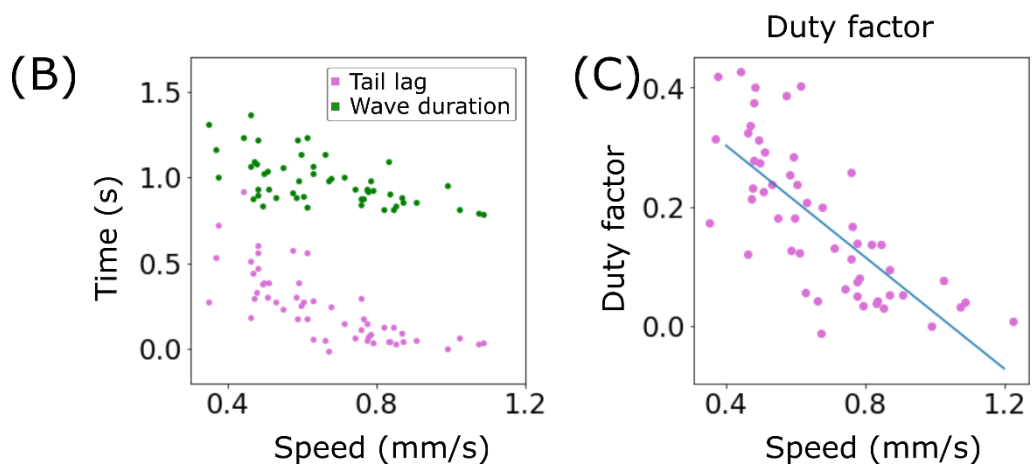 Duty factor
(B)
(C)
Tail lag
Wave duration
1.5
1.0
0.5
0.0
Time (s)
0.4
0.8
1.2
Speed (mm/s)
0.4
0.2
0.0
Duty factor
0.4
0.8
1.2
Speed (mm/s)